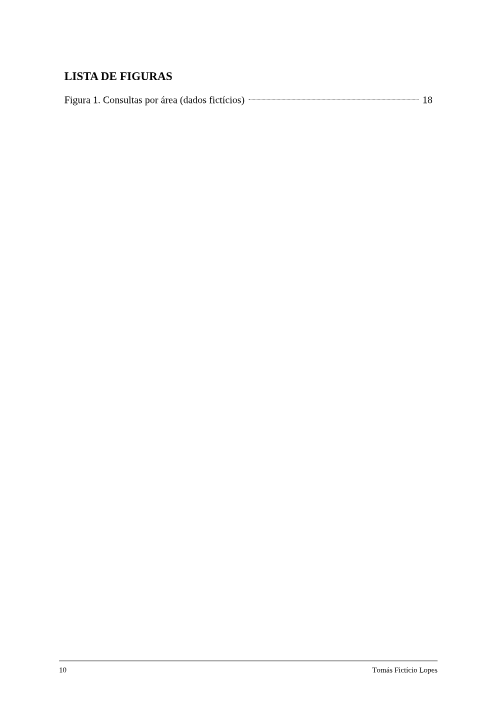 LISTA DE FIGURAS
Figura 1. Consultas por área (dados fictícios) 18
10 Tomás Fictício Lopes